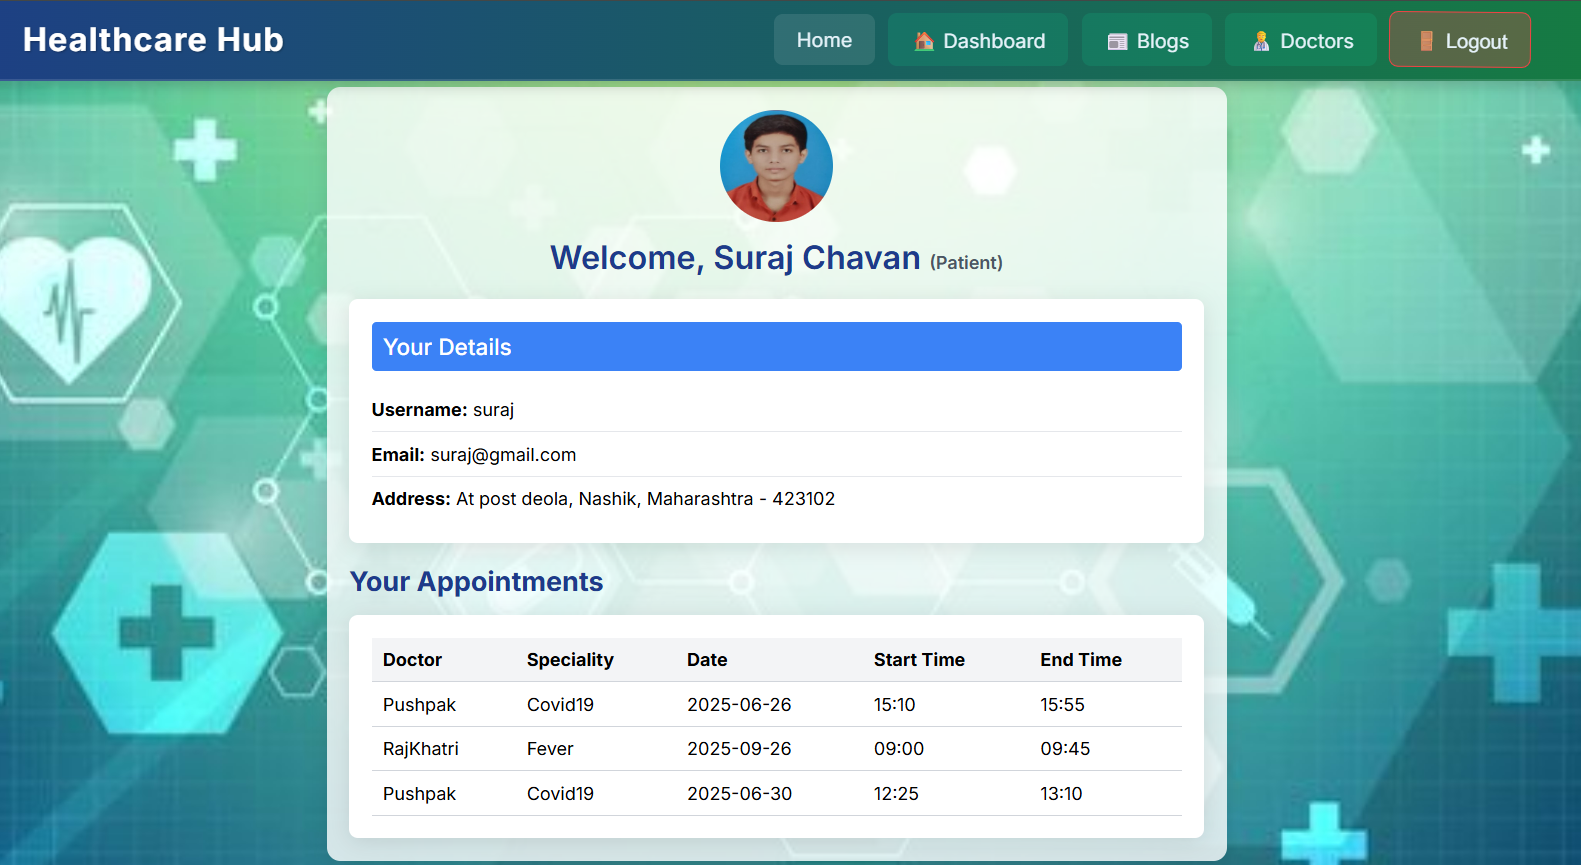 Healthcare Hub
Home Dashboard Blogs Doctors Logout
Welcome, Suraj Chavan (Patient)
Your Details
Username: suraj
Email: suraj@gmail.com
Address: At post deola, Nashik, Maharashtra - 423102
Your Appointments
Doctor Speciality Date Start Time End Time
Pushpak Covid19 2025-06-26 15:10 15:55
RajKhatri Fever 2025-09-26 09:00 09:45
Pushpak Covid19 2025-06-30 12:25 13:10